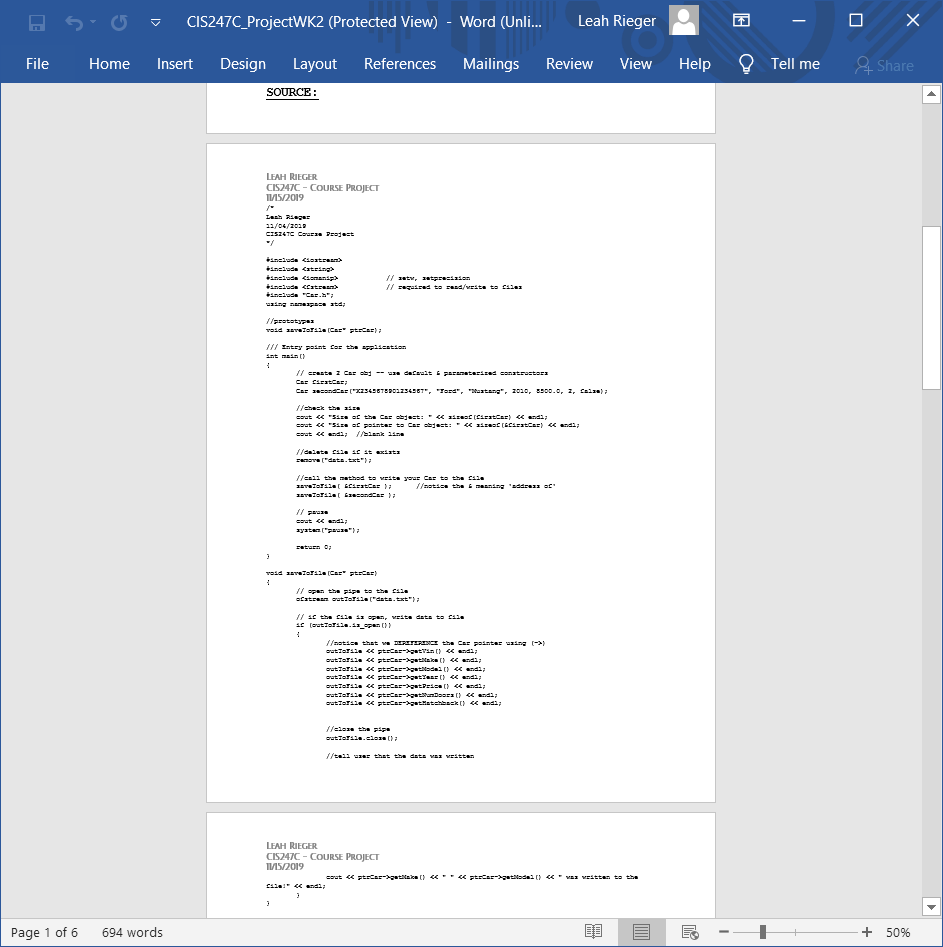 CIS247C_ProjectWK2 (Protected View) - Word (Unli...
Leah Rieger
File Home Insert Design Layout References Mailings Review View Help Tell me Share
SOURCE:
LEAH RIEGER
CIS247C – COURSE PROJECT
11/15/2019
/*
Leah Rieger
11/04/2019
CIS247C Course Project
*/
#include <iostream>
#include <string>
#include <iomanip> // setw, setprecision
#include <fstream> // required to read/write to files
#include "Car.h";
using namespace std;
//prototypes
void saveToFile(Car* ptrCar);
/// Entry point for the application
int main()
{
// create 2 Car obj -- use default & parameterized constructors
Car firstCar;
Car secondCar("X2345678901234567", "Ford", "Mustang", 2010, 8500.0, 2, false);
//check the size
cout << "Size of the Car object: " << sizeof(firstCar) << endl;
cout << "Size of pointer to Car object: " << sizeof(&firstCar) << endl;
cout << endl; //blank line
//delete file if it exists
remove("data.txt");
//call the method to write your Car to the file
saveToFile( &firstCar ); //notice the & meaning 'address of'
saveToFile( &secondCar );
// pause
cout << endl;
system("pause");
return 0;
}
void saveToFile(Car* ptrCar)
{
// open the pipe to the file
ofstream outToFile("data.txt");
// if the file is open, write data to file
if (outToFile.is_open())
{
//notice that we DEREFERENCE the Car pointer using (->)
outToFile << ptrCar->getVin() << endl;
outToFile << ptrCar->getMake() << endl;
outToFile << ptrCar->getModel() << endl;
outToFile << ptrCar->getYear() << endl;
outToFile << ptrCar->getPrice() << endl;
outToFile << ptrCar->getNumDoors() << endl;
outToFile << ptrCar->getHatchback() << endl;
//close the pipe
outToFile.close();
//tell user that the data was written
LEAH RIEGER
CIS247C – COURSE PROJECT
11/15/2019
cout << ptrCar->getMake() << " " << ptrCar->getModel() << " was written to the
file!" << endl;
}
}
Page 1 of 6 694 words 50%